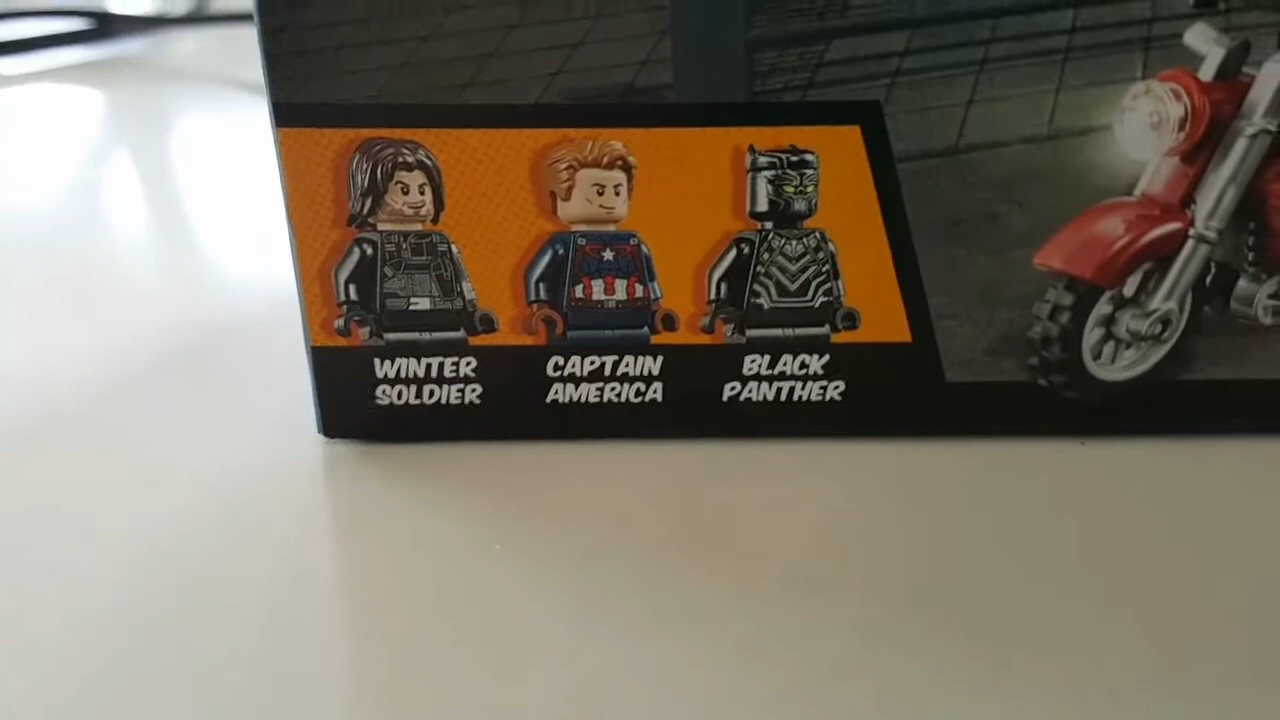 WINTER
SOLDIER
CAPTAIN
AMERICA
BLACK
PANTHER